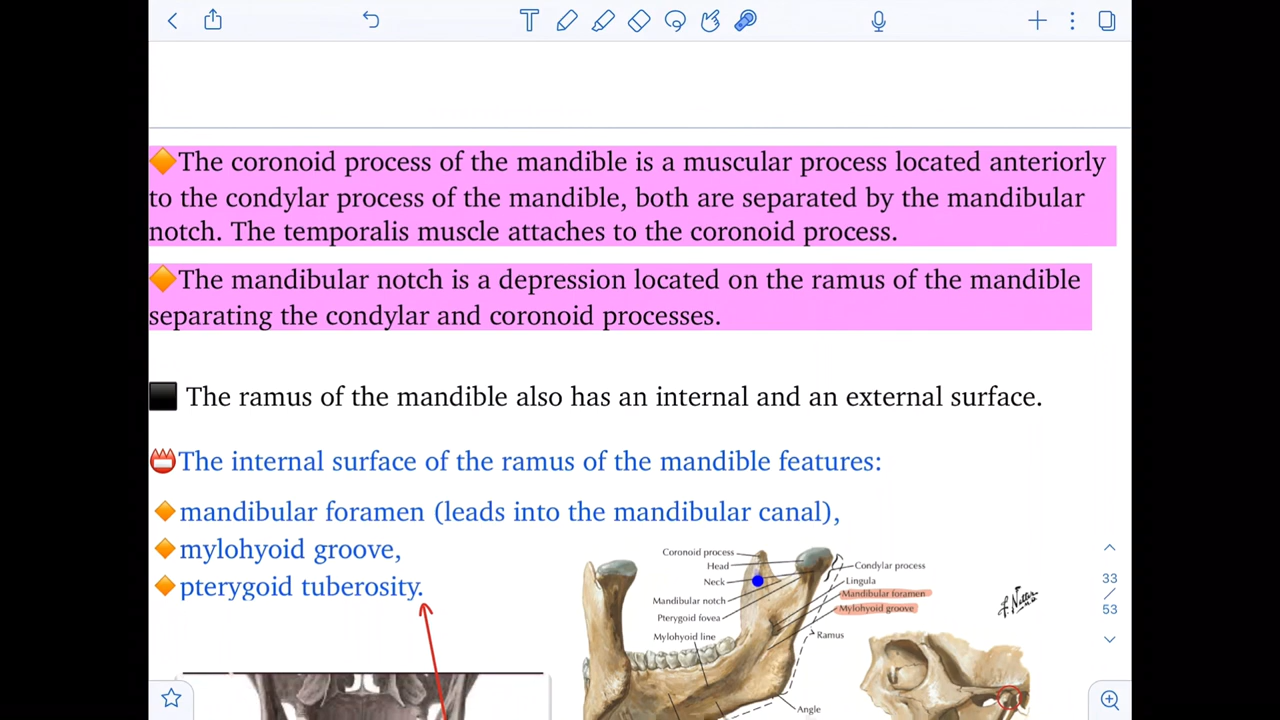 🔶The coronoid process of the mandible is a muscular process located anteriorly
to the condylar process of the mandible, both are separated by the mandibular
notch. The temporalis muscle attaches to the coronoid process.
🔶The mandibular notch is a depression located on the ramus of the mandible
separating the condylar and coronoid processes.
⬛ The ramus of the mandible also has an internal and an external surface.
📛The internal surface of the ramus of the mandible features:
🔶mandibular foramen (leads into the mandibular canal),
🔶mylohyoid groove,
🔶pterygoid tuberosity.
Coronoid process
Head
Neck
Mandibular notch
Pterygoid fovea
Mylohyoid line
Condylar process
Lingula
Mandibular foramen
Mylohyoid groove
Ramus
Angle
33
/
53